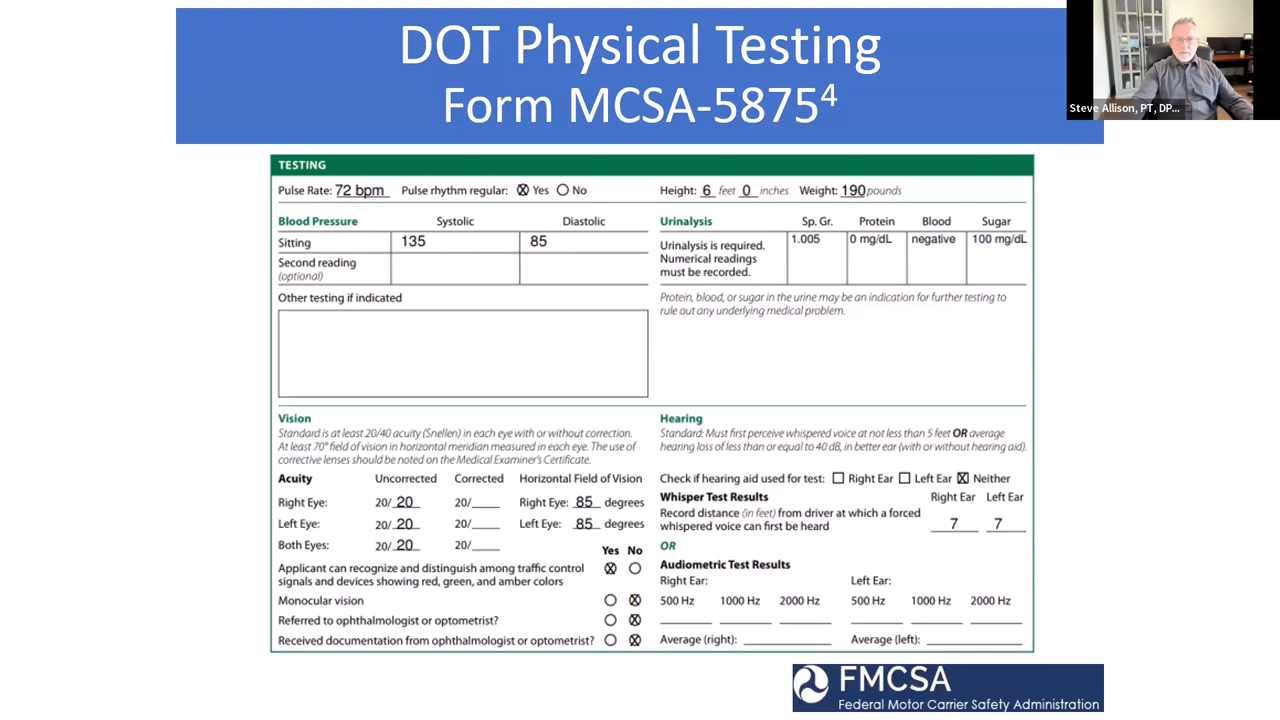 DOT Physical Testing
Form MCSA-5875⁴
Steve Allison, PT, DP...
TESTING
Pulse Rate: 72 bpm Pulse rhythm regular: Yes No Height: 6 feet 0 inches Weight: 190 pounds
Blood Pressure Systolic Diastolic
Sitting 135 85
Second reading
(optional)
Other testing if indicated
Urinalysis Sp. Gr. Protein Blood Sugar
Urinalysis is required. 1.005 0 mg/dL negative 100 mg/dL
Numerical readings
must be recorded.
Protein, blood, or sugar in the urine may be an indication for further testing to
rule out any underlying medical problem.
Vision
Standard is at least 20/40 acuity (Snellen) in each eye with or without correction.
At least 70° field of vision in horizontal meridian measured in each eye. The use of
corrective lenses should be noted on the Medical Examiner's Certificate.
Acuity Uncorrected Corrected Horizontal Field of Vision
Right Eye: 20/ 20 20/____ Right Eye: 85 degrees
Left Eye: 20/ 20 20/____ Left Eye: 85 degrees
Both Eyes: 20/ 20 20/____
Yes No
Applicant can recognize and distinguish among traffic control
signals and devices showing red, green, and amber colors
Monocular vision
Referred to ophthalmologist or optometrist?
Received documentation from ophthalmologist or optometrist?
Hearing
Standard: Must first perceive whispered voice at not less than 5 feet OR average
hearing loss of less than or equal to 40 dB, in better ear (with or without hearing aid).
Check if hearing aid used for test: Right Ear Left Ear Neither
Whisper Test Results Right Ear Left Ear
Record distance (in feet) from driver at which a forced
whispered voice can first be heard 7 7
OR
Audiometric Test Results
Right Ear: Left Ear:
500 Hz 1000 Hz 2000 Hz 500 Hz 1000 Hz 2000 Hz
Average (right): Average (left):
FMCSA
Federal Motor Carrier Safety Administration